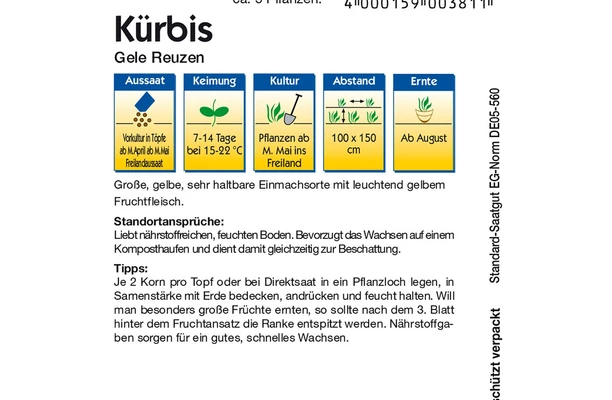 ca. 5 Pflanzen.
4 000159 003811
Kürbis
Gele Reuzen
Aussaat
Vorkultur in Töpfe
ab M.April ab M.Mai
Freilandaussaat
Keimung
7-14 Tage
bei 15-22 °C
Kultur
Pflanzen ab
M. Mai ins
Freiland
Abstand
100 x 150
cm
Ernte
Ab August
Große, gelbe, sehr haltbare Einmachsorte mit leuchtend gelbem
Fruchtfleisch.
Standortansprüche:
Liebt nährstoffreichen, feuchten Boden. Bevorzugt das Wachsen auf einem
Komposthaufen und dient damit gleichzeitig zur Beschattung.
Tipps:
Je 2 Korn pro Topf oder bei Direktsaat in ein Pflanzloch legen, in
Samenstärke mit Erde bedecken, andrücken und feucht halten. Will
man besonders große Früchte ernten, so sollte nach dem 3. Blatt
hinter dem Fruchtansatz die Ranke entspitzt werden. Nährstoffga-
ben sorgen für ein gutes, schnelles Wachsen.
Standard-Saatgut EG-Norm DE05-560
schützt verpackt